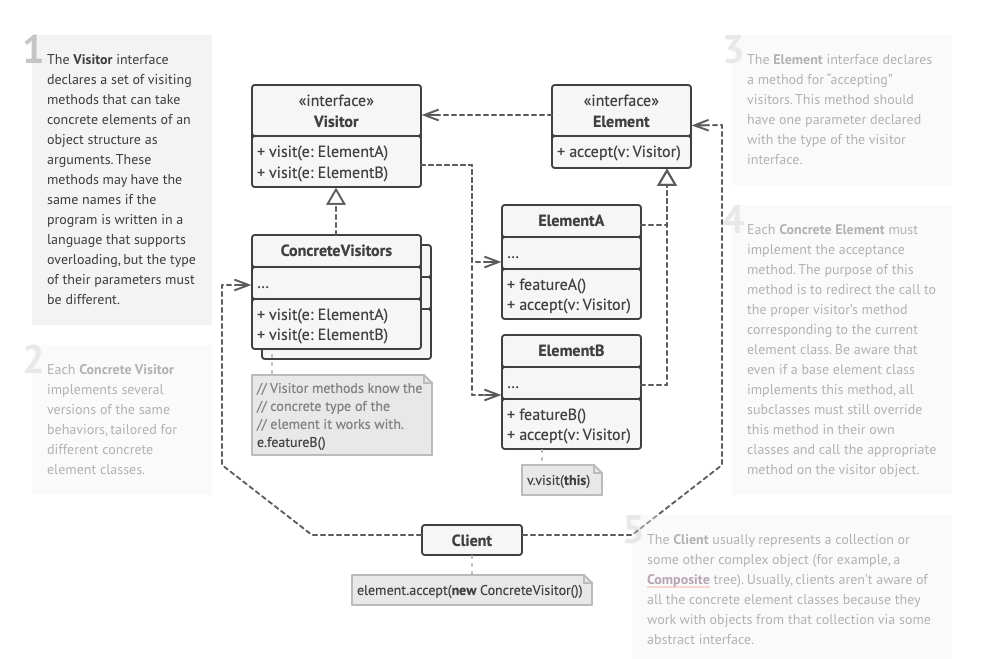 1
The Visitor interface
declares a set of visiting
methods that can take
concrete elements of an
object structure as
arguments. These
methods may have the
same names if the
program is written in a
language that supports
overloading, but the type
of their parameters must
be different.
2
Each Concrete Visitor
implements several
versions of the same
behaviors, tailored for
different concrete
element classes.
«interface»
Visitor
+ visit(e: ElementA)
+ visit(e: ElementB)
ConcreteVisitors
...
+ visit(e: ElementA)
+ visit(e: ElementB)
// Visitor methods know the
// concrete type of the
// element it works with.
e.featureB()
«interface»
Element
+ accept(v: Visitor)
ElementA
...
+ featureA()
+ accept(v: Visitor)
ElementB
...
+ featureB()
+ accept(v: Visitor)
v.visit(this)
Client
element.accept(new ConcreteVisitor())
3
The Element interface declares
a method for “accepting”
visitors. This method should
have one parameter declared
with the type of the visitor
interface.
4
Each Concrete Element must
implement the acceptance
method. The purpose of this
method is to redirect the call to
the proper visitor’s method
corresponding to the current
element class. Be aware that
even if a base element class
implements this method, all
subclasses must still override
this method in their own
classes and call the appropriate
method on the visitor object.
5
The Client usually represents a collection or
some other complex object (for example, a
Composite tree). Usually, clients aren’t aware of
all the concrete element classes because they
work with objects from that collection via some
abstract interface.